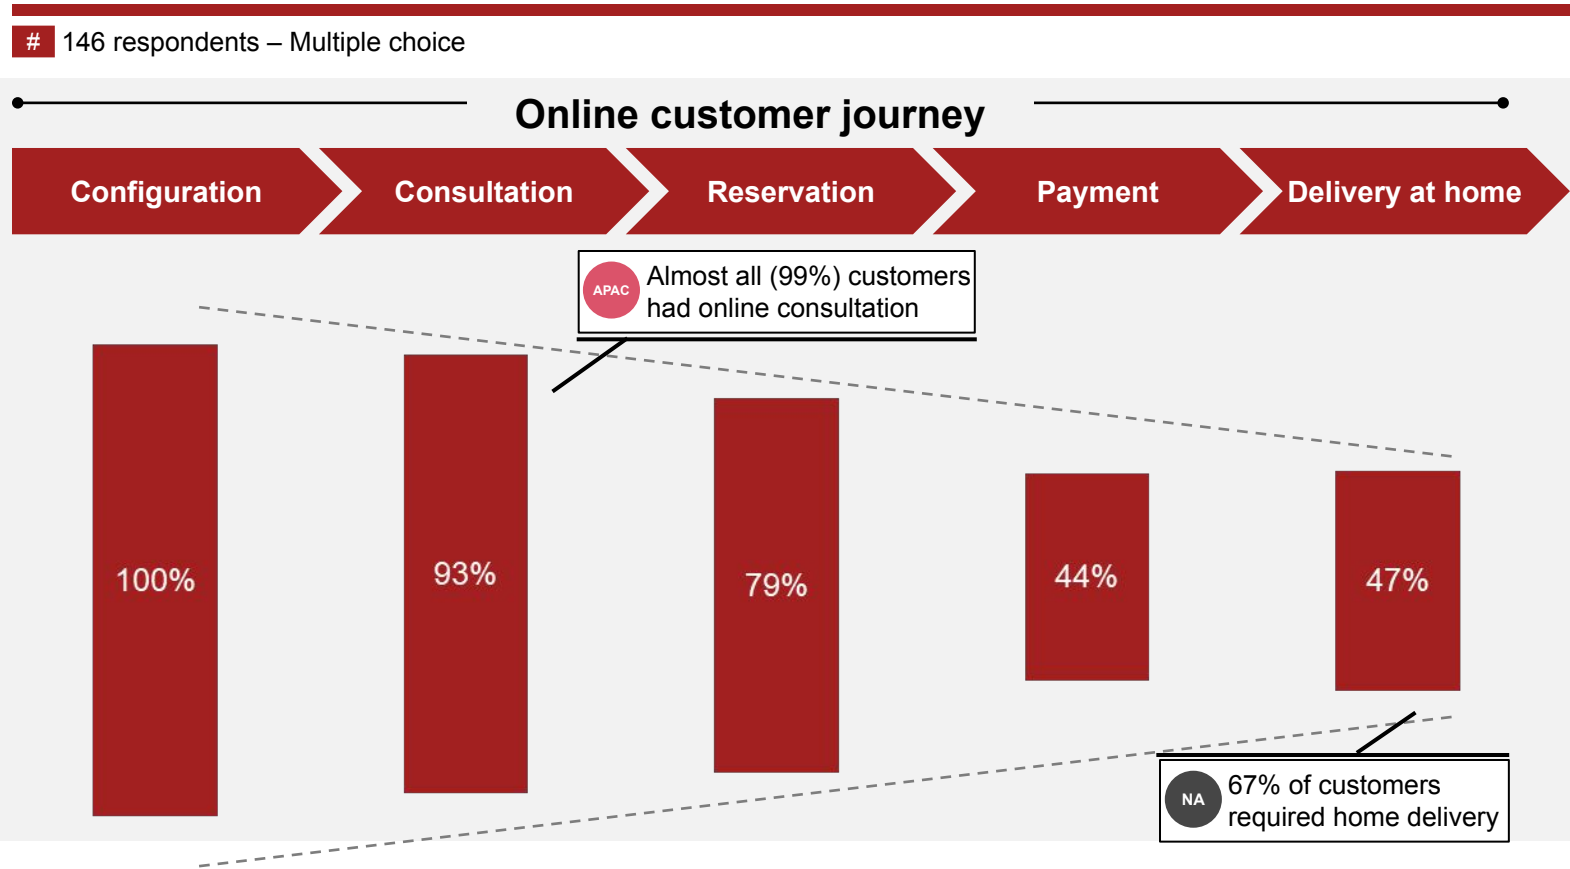 # 146 respondents – Multiple choice
Online customer journey
Configuration
Consultation
Reservation
Payment
Delivery at home
APAC
Almost all (99%) customers
had online consultation
100%
93%
79%
44%
47%
NA
67% of customers
required home delivery